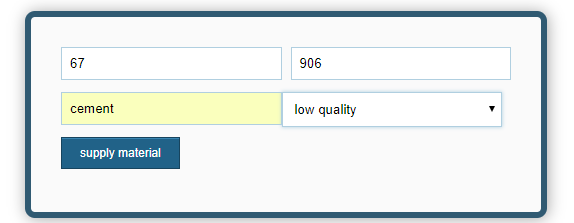 67 906
cement low quality
supply material